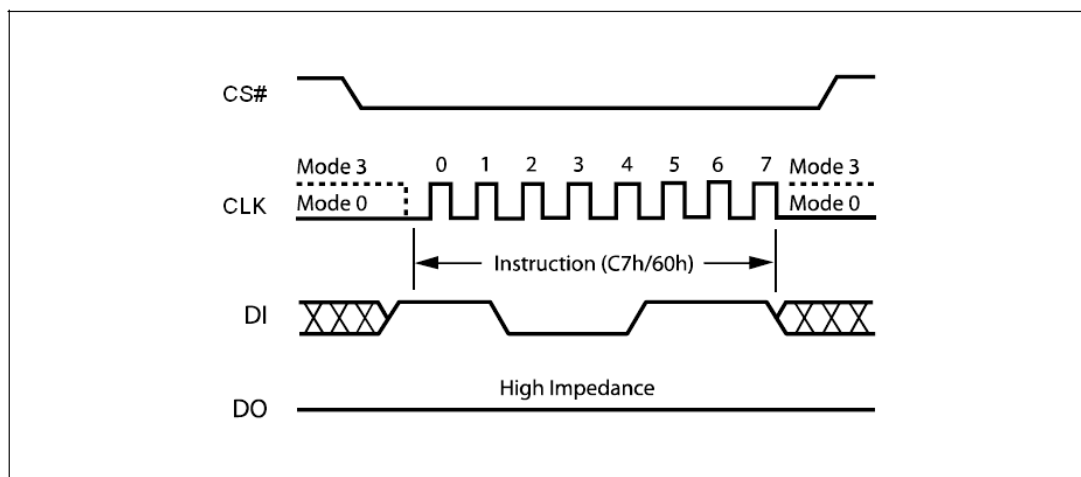 CS#
Mode 3 0 1 2 3 4 5 6 7 Mode 3
CLK Mode 0 Mode 0
Instruction (C7h/60h)
DI
High Impedance
DO